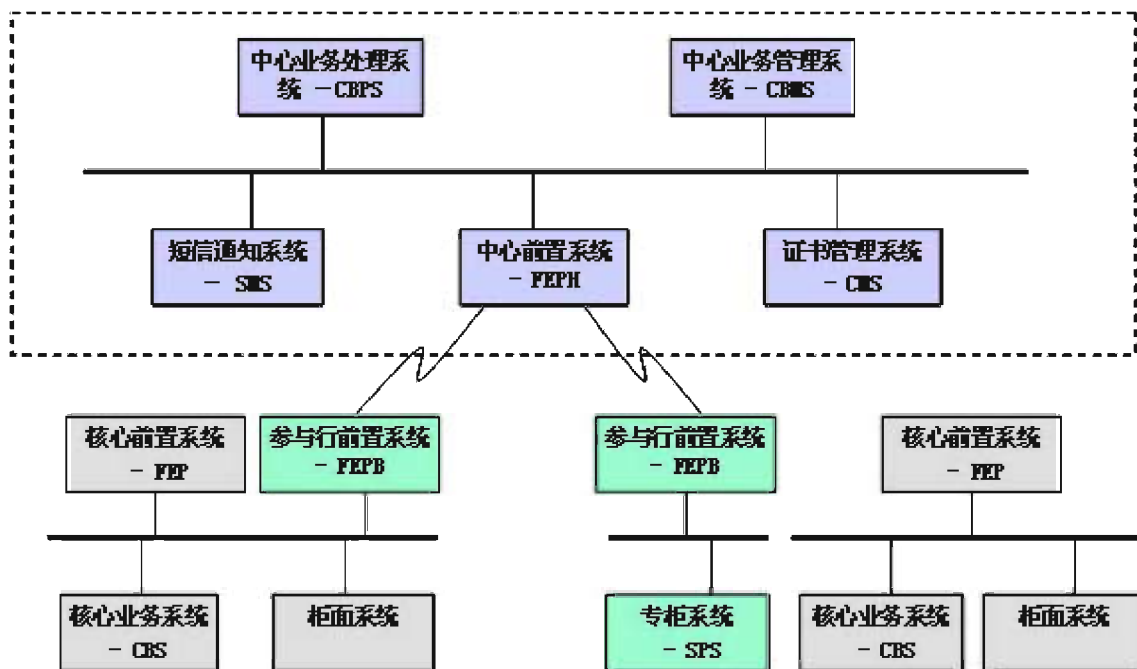 中心业务处理系
统 －CBPS
中心业务管理系
统 － CBMS
短信通知系统
－ SMS
中心前置系统
－ FEPH
证书管理系统
－ CMS
核心前置系统
－ FEP
参与行前置系统
－ FEPB
参与行前置系统
－ FEPB
核心前置系统
－ FEP
核心业务系统
－ CBS
柜面系统
专柜系统
－ SPS
核心业务系统
－ CBS
柜面系统